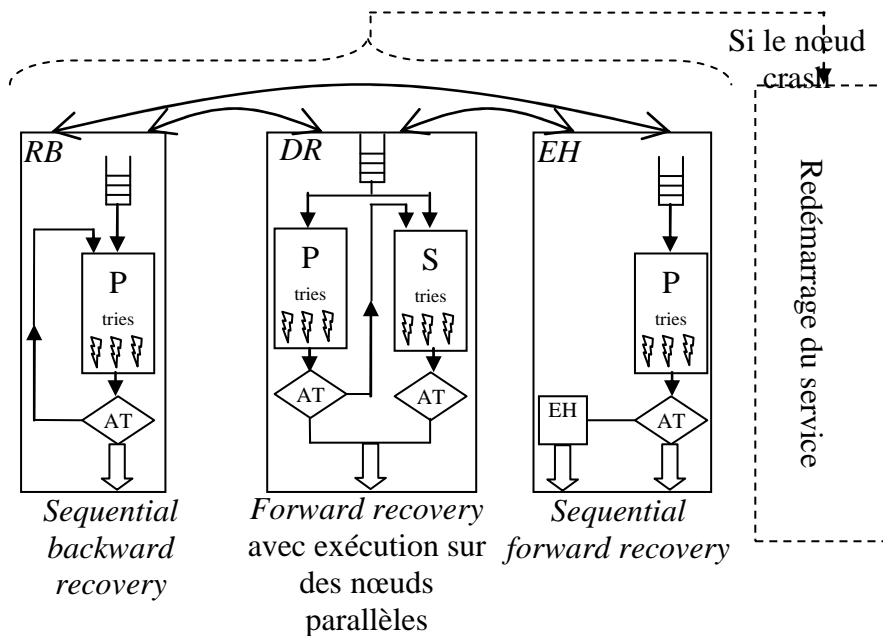 Si le nœud
crash
RB
DR
EH
P
tries
AT
P
tries
AT
S
tries
AT
P
tries
EH
AT
Redémarrage du service
Sequential
backward
recovery
Forward recovery
avec exécution sur
des nœuds
parallèles
Sequential
forward recovery